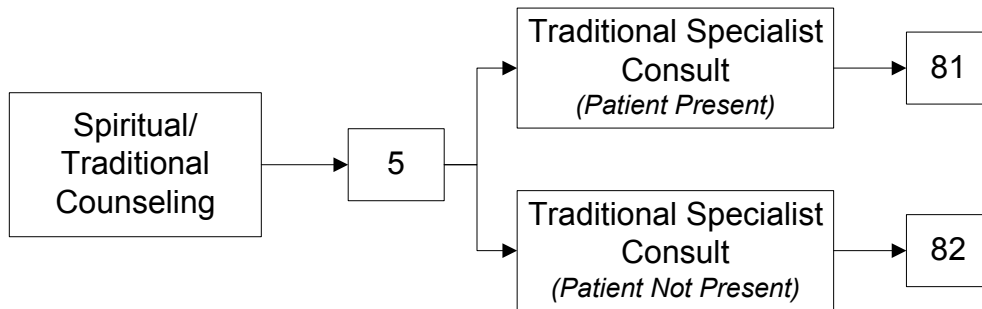 Spiritual/
Traditional
Counseling
5
Traditional Specialist
Consult
(Patient Present)
81
Traditional Specialist
Consult
(Patient Not Present)
82